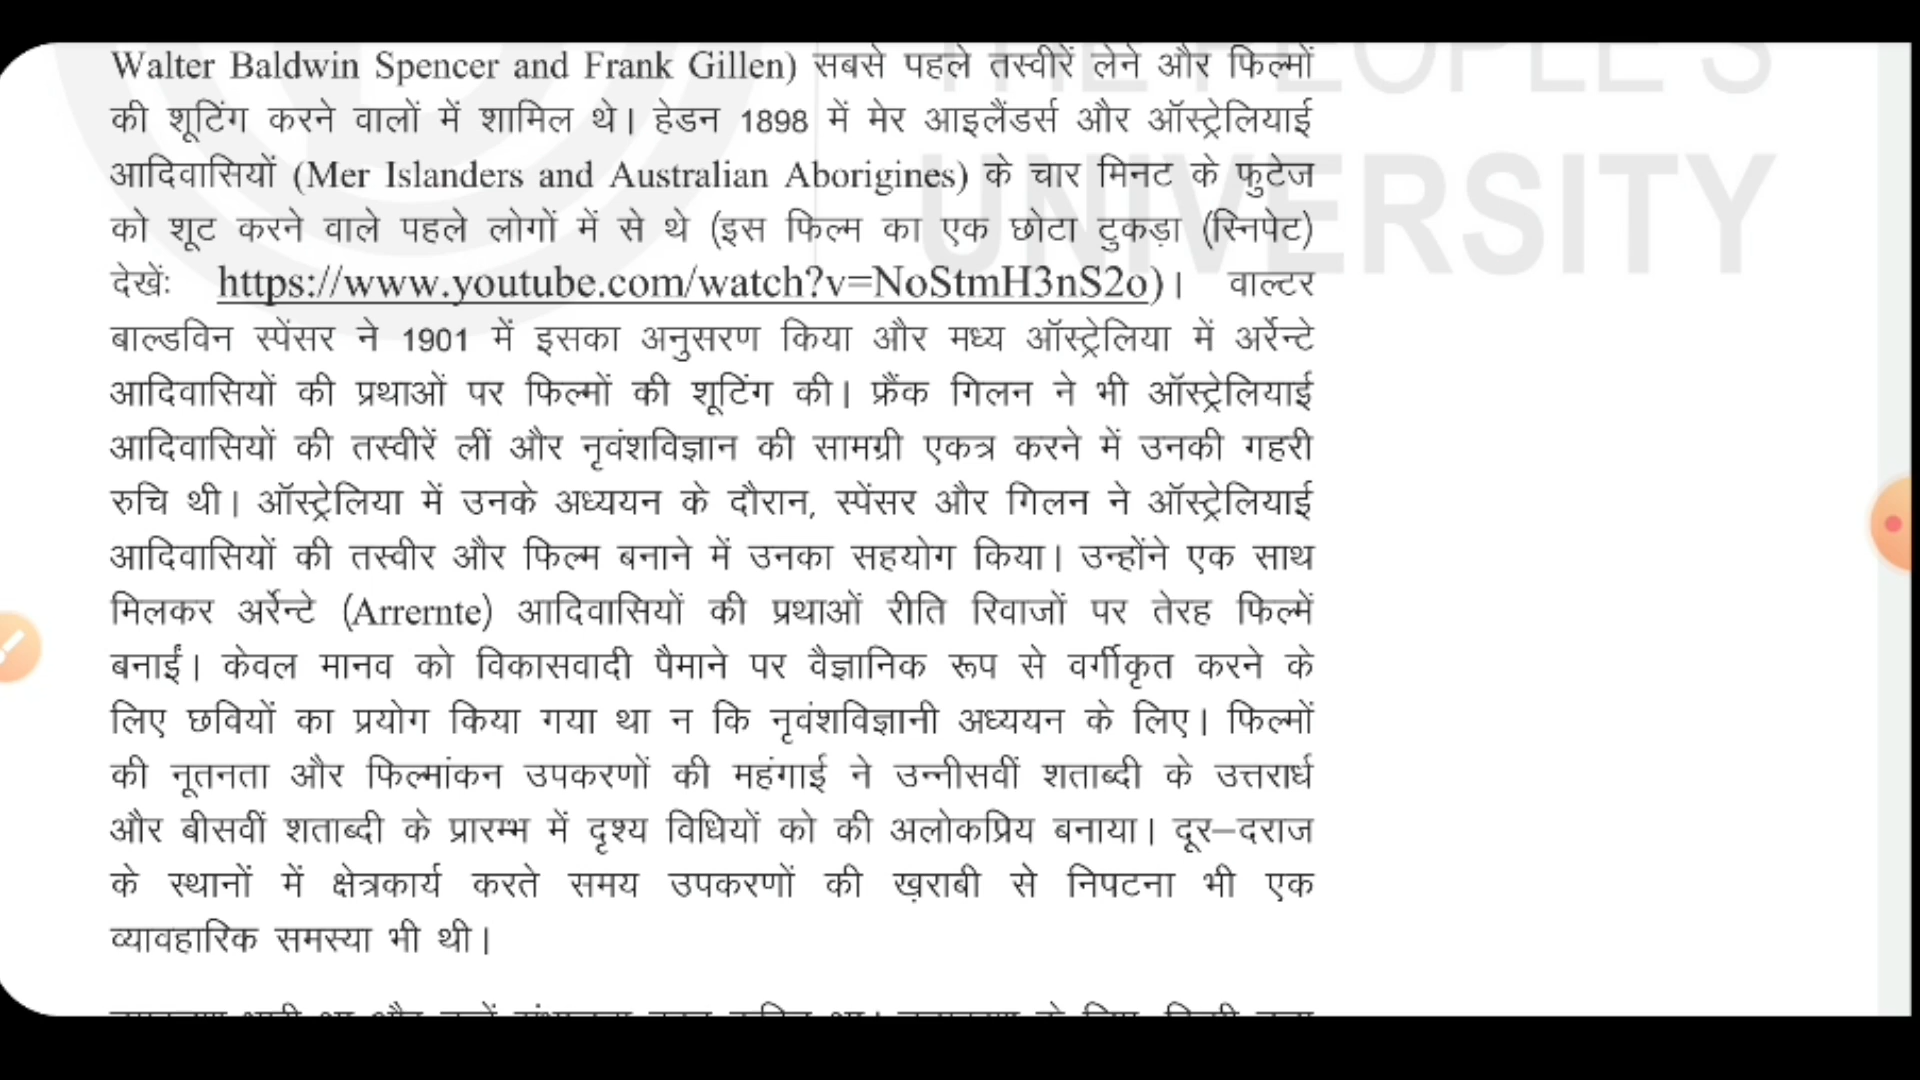 THE PEOPLE'S
UNIVERSITY
Walter Baldwin Spencer and Frank Gillen) सबसे पहले तस्वीरें लेने और फिल्मों
की शूटिंग करने वालों में शामिल थे। हेडन 1898 में मेर आइलैंडर्स और ऑस्ट्रेलियाई
आदिवासियों (Mer Islanders and Australian Aborigines) के चार मिनट के फुटेज
को शूट करने वाले पहले लोगों में से थे (इस फिल्म का एक छोटा टुकड़ा (स्निपेट)
देखें: https://www.youtube.com/watch?v=NoStmH3nS2o)। वाल्टर
बाल्डविन स्पेंसर ने 1901 में इसका अनुसरण किया और मध्य ऑस्ट्रेलिया में अर्रेन्टे
आदिवासियों की प्रथाओं पर फिल्मों की शूटिंग की। फ्रैंक गिलन ने भी ऑस्ट्रेलियाई
आदिवासियों की तस्वीरें लीं और नृवंशविज्ञान की सामग्री एकत्र करने में उनकी गहरी
रुचि थी। ऑस्ट्रेलिया में उनके अध्ययन के दौरान, स्पेंसर और गिलन ने ऑस्ट्रेलियाई
आदिवासियों की तस्वीर और फिल्म बनाने में उनका सहयोग किया। उन्होंने एक साथ
मिलकर अर्रेन्टे (Arrernte) आदिवासियों की प्रथाओं रीति रिवाजों पर तेरह फिल्में
बनाईं। केवल मानव को विकासवादी पैमाने पर वैज्ञानिक रूप से वर्गीकृत करने के
लिए छवियों का प्रयोग किया गया था न कि नृवंशविज्ञानी अध्ययन के लिए। फिल्मों
की नूतनता और फिल्मांकन उपकरणों की महंगाई ने उन्नीसवीं शताब्दी के उत्तरार्ध
और बीसवीं शताब्दी के प्रारम्भ में दृश्य विधियों को की अलोकप्रिय बनाया। दूर–दराज
के स्थानों में क्षेत्रकार्य करते समय उपकरणों की ख़राबी से निपटना भी एक
व्यावहारिक समस्या भी थी।